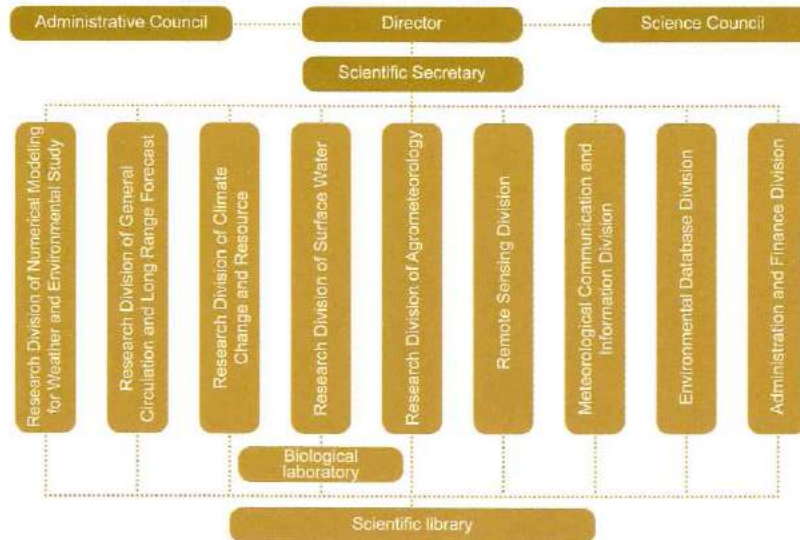 Administrative Council
Director
Science Council
Scientific Secretary
Research Division of Numerical Modeling
for Weather and Environmental Study
Research Division of General
Circulation and Long Range Forecast
Research Division of Climate
Change and Resource
Research Division of Surface Water
Research Division of Agrometeorology
Remote Sensing Division
Meteorological Communication and
Information Division
Environmental Database Division
Administration and Finance Division
Biological
laboratory
Scientific library